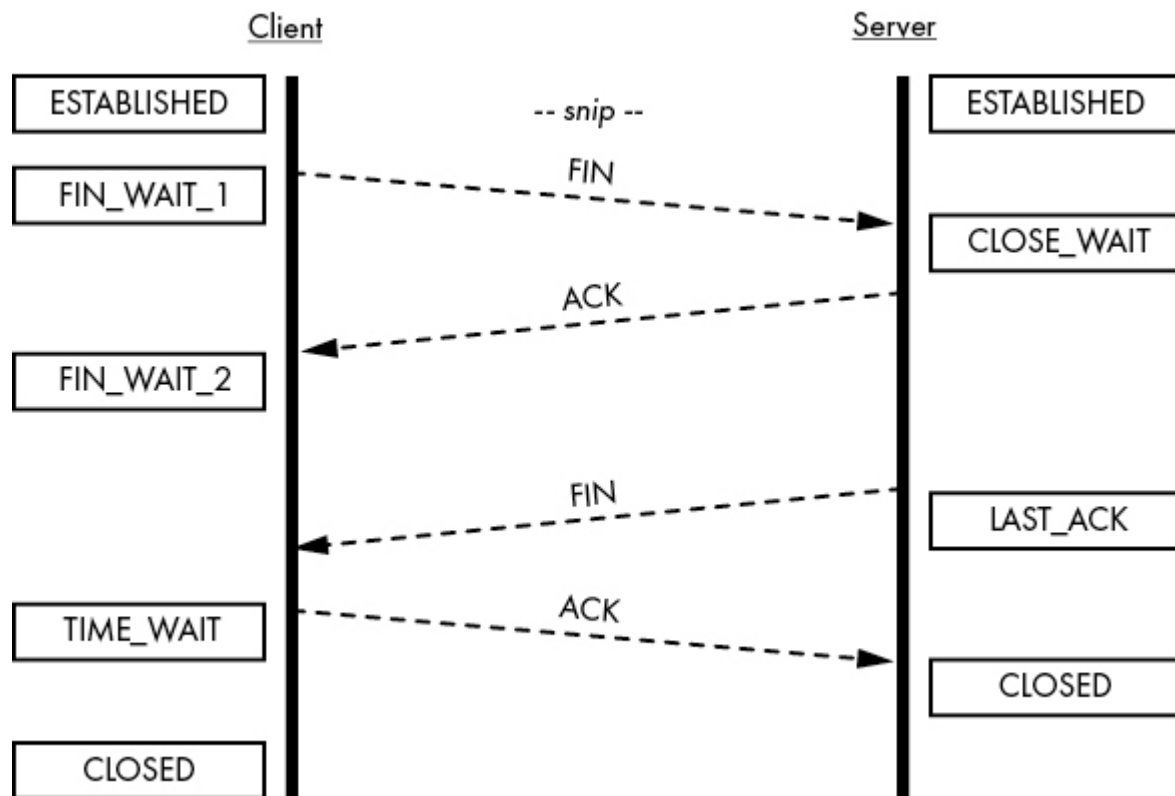 Client
Server
ESTABLISHED
-- snip --
ESTABLISHED
FIN
FIN_WAIT_1
CLOSE_WAIT
ACK
FIN_WAIT_2
FIN
LAST_ACK
ACK
TIME_WAIT
CLOSED
CLOSED